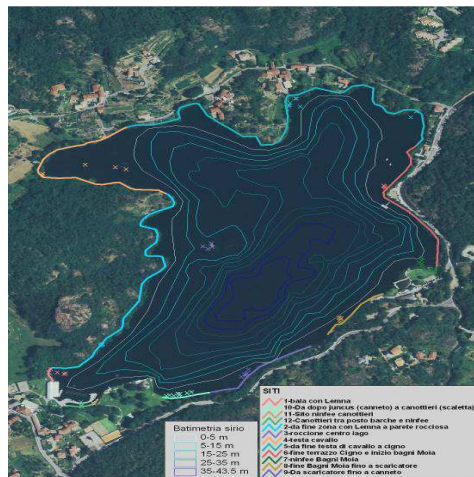 Batimetria sirio
0-5 m
5-15 m
15-25 m
25-35 m
35-43.5 m
SITI
1-baia con Lemna
10-Da dopo juncus (canneto) a canottieri (scaletta)
11-Silo ninfee canottieri
12-Canottieri tra posto barche e ninfee
2-da fine zona con Lemna a parete rocciosa
3-roccione centro lago
4-testa cavallo
5-da fine testa di cavallo a cigno
6-fine terrazzo Cigno e inizio bagni Moia
7-ninfee Bagni Moia
8-fine Bagni Moia fino a scaricatore
9-Da scaricatore fino a canneto